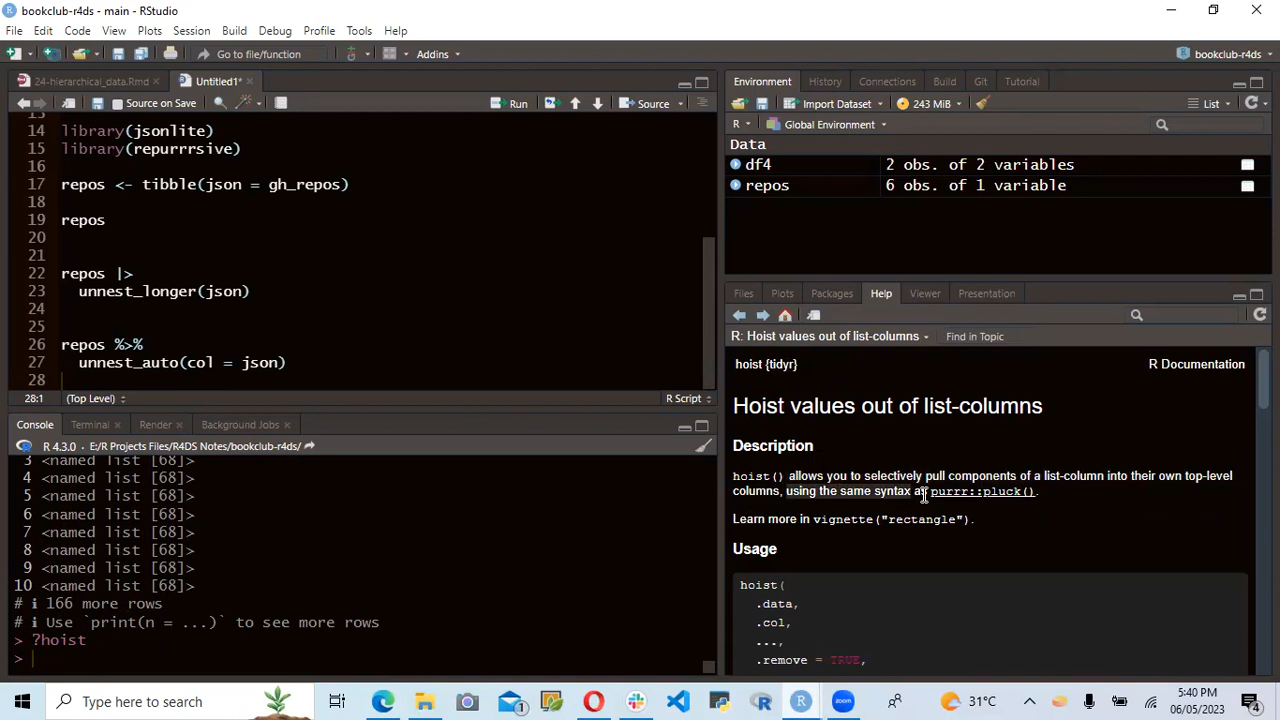 bookclub-r4ds - main - RStudio
File Edit Code View Plots Session Build Debug Profile Tools Help
Go to file/function Addins bookclub-r4ds
24-hierarchical_data.Rmd Untitled1*
Source on Save Run Source
13
14 library(jsonlite)
15 library(repurrrsive)
16
17 repos <- tibble(json = gh_repos)
18
19 repos
20
21
22 repos |>
23 unnest_longer(json)
24
25
26 repos %>%
27 unnest_auto(col = json)
28
28:1 (Top Level) R Script
Console Terminal Render Background Jobs
R 4.3.0 · E:/R Projects Files/R4DS Notes/bookclub-r4ds/
3 <named list [68]>
4 <named list [68]>
5 <named list [68]>
6 <named list [68]>
7 <named list [68]>
8 <named list [68]>
9 <named list [68]>
10 <named list [68]>
# ℹ 166 more rows
# ℹ Use `print(n = ...)` to see more rows
> ?hoist
>
Environment History Connections Build Git Tutorial
Import Dataset 243 MiB List
R Global Environment
Data
df4 2 obs. of 2 variables
repos 6 obs. of 1 variable
Files Plots Packages Help Viewer Presentation
R: Hoist values out of list-columns Find in Topic
hoist {tidyr} R Documentation
Hoist values out of list-columns
Description
hoist() allows you to selectively pull components of a list-column into their own top-level
columns, using the same syntax as purrr::pluck().
Learn more in vignette("rectangle").
Usage
hoist(
.data,
.col,
...,
.remove = TRUE,
Type here to search
1
31°C
5:40 PM
06/05/2023
4